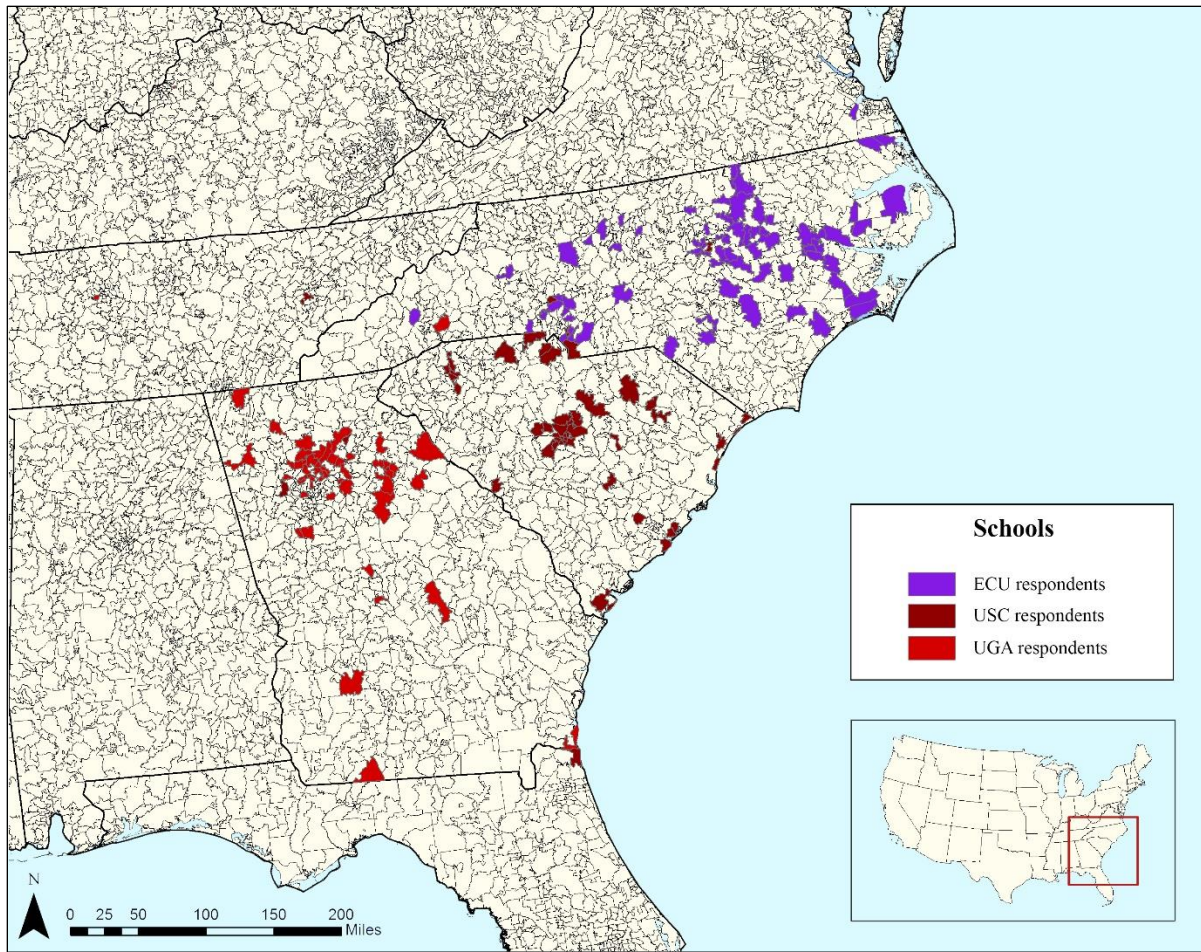 Schools
ECU respondents
USC respondents
UGA respondents
N
0 25 50 100 150 200
Miles